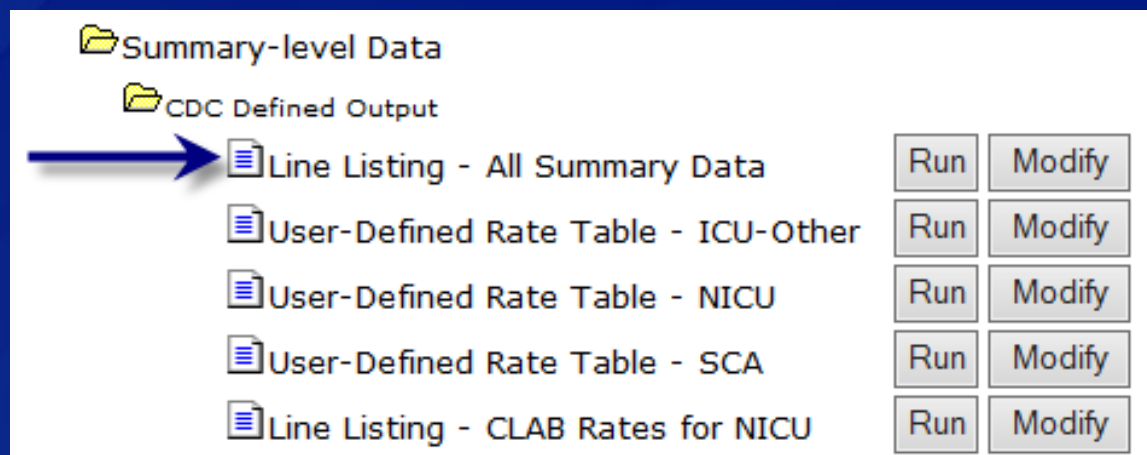 Summary-level Data
CDC Defined Output
Line Listing - All Summary Data Run Modify
User-Defined Rate Table - ICU-Other Run Modify
User-Defined Rate Table - NICU Run Modify
User-Defined Rate Table - SCA Run Modify
Line Listing - CLAB Rates for NICU Run Modify